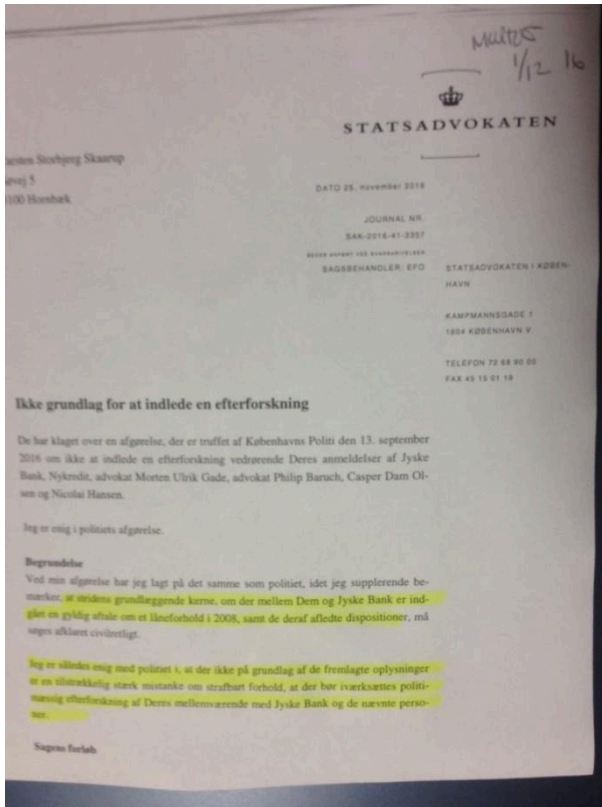 1/12 16
STATSADVOKATEN
Storbjerg Skaarup
5
Hornbæk
DATO 25. november 2016
JOURNAL NR.
SAK-2016-41-3357
SAGSBEHANDLER: EFO
STATSADVOKATEN I KØBEN-
HAVN
KAMPMANNSGADE 1
1604 KØBENHAVN V
TELEFON 72 68 90 00
FAX 45 15 01 19
Ikke grundlag for at indlede en efterforskning
De har klaget over en afgørelse, der er truffet af Københavns Politi den 13. september
2016 om ikke at indlede en efterforskning vedrørende Deres anmeldelser af Jyske
Bank, Nykredit, advokat Morten Ulrik Gade, advokat Philip Baruch, Casper Dam Ol-
sen og Nicolai Hansen.
Jeg er enig i politiets afgørelse.
Begrundelse
Ved min afgørelse har jeg lagt på det samme som politiet, idet jeg supplerende be-
mærker, at stridens grundlæggende kerne, om der mellem Dem og Jyske Bank er ind-
gået en gyldig aftale om et låneforhold i 2008, samt de deraf afledte dispositioner, må
søges afklaret civilretligt.
Jeg er således enig med politiet i, at der ikke på grundlag af de fremlagte oplysninger
er en tilstrækkelig stærk mistanke om strafbart forhold, at der bør iværksættes politi-
mæssig efterforskning af Deres mellemværende med Jyske Bank og de nævnte perso-
ner.
Sagens forløb